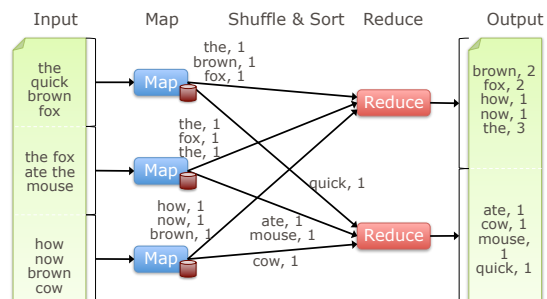 Input
Map
Shuffle & Sort
Reduce
Output
the
quick
brown
fox
the fox
ate the
mouse
how
now
brown
cow
Map
Map
Map
the, 1
brown, 1
fox, 1
the, 1
fox, 1
the, 1
how, 1
now, 1
brown, 1
quick, 1
ate, 1
mouse, 1
cow, 1
Reduce
Reduce
brown, 2
fox, 2
how, 1
now, 1
the, 3
ate, 1
cow, 1
mouse,
1
quick, 1